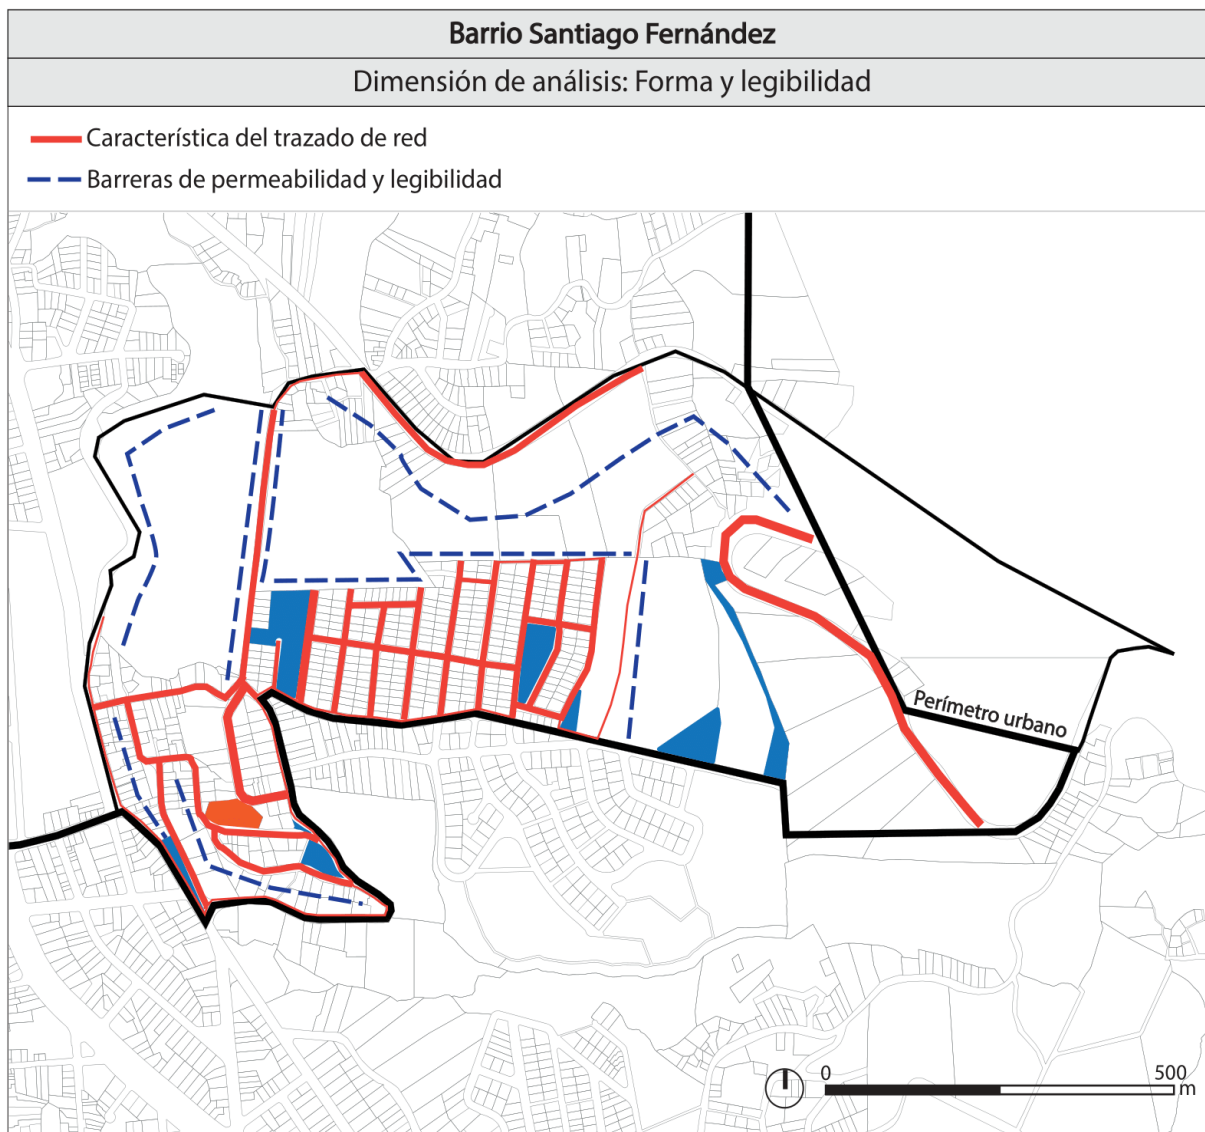 Barrio Santiago Fernández
Dimensión de análisis: Forma y legibilidad
Característica del trazado de red
Barreras de permeabilidad y legibilidad
Perímetro urbano
0
500
m